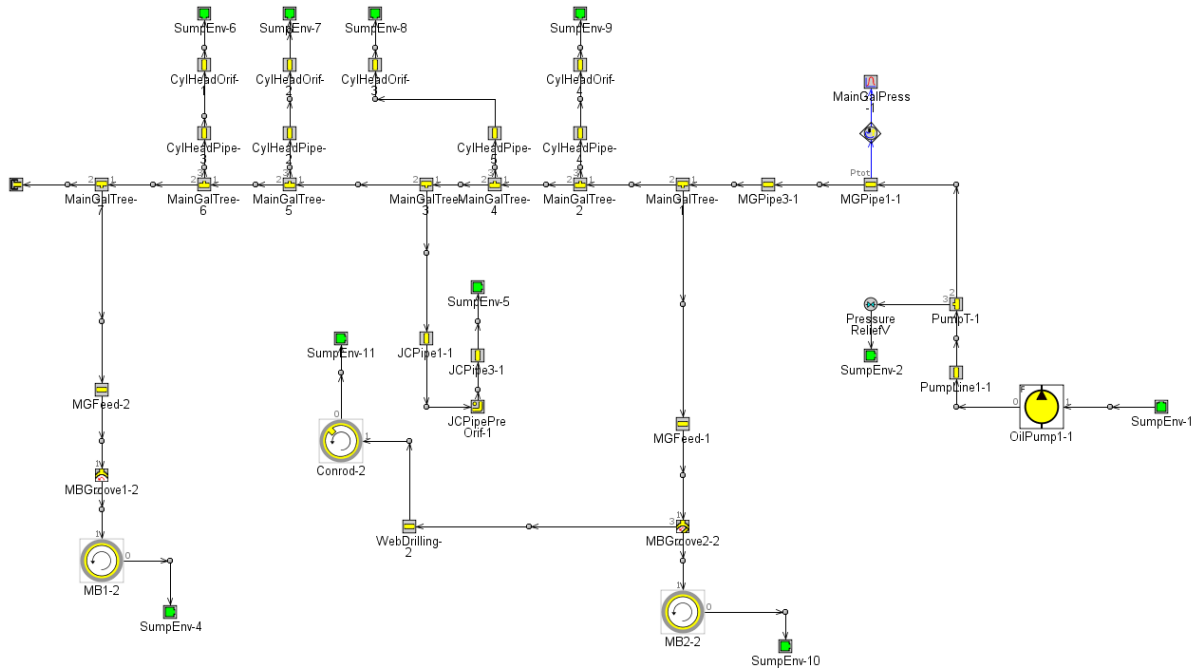 SumpEnv-6
SumpEnv-7
SumpEnv-8
SumpEnv-9
CylHeadOrif-
1
CylHeadOrif-
2
CylHeadOrif-
3
CylHeadOrif-
4
MainGalPress
-1
CylHeadPipe-
3
CylHeadPipe-
2
CylHeadPipe-
5
CylHeadPipe-
4
Ptot
MainGalTree-
7
MainGalTree-
6
MainGalTree-
5
MainGalTree-
3
MainGalTree-
4
MainGalTree-
2
MainGalTree-
1
MGPipe3-1
MGPipe1-1
SumpEnv-5
SumpEnv-11
JCPipe1-1
JCPipe3-1
JCPipePre
Orif-1
Pressure
ReliefV
PumpT-1
SumpEnv-2
PumpLine1-1
OilPump1-1
SumpEnv-1
MGFeed-2
MGFeed-1
Conrod-2
MBGroove1-2
WebDrilling-
2
MBGroove2-2
MB1-2
SumpEnv-4
MB2-2
SumpEnv-10